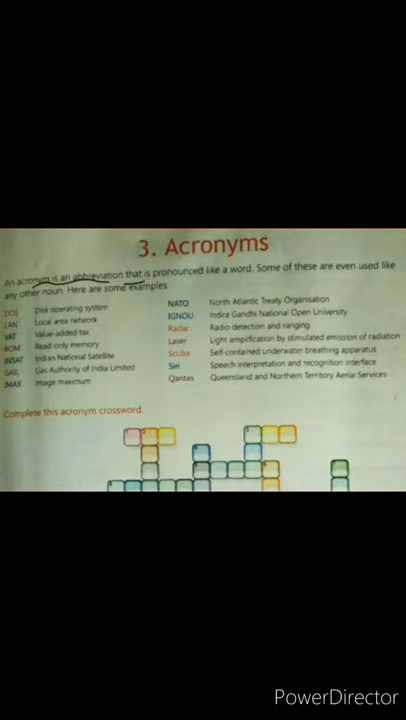 3. Acronyms
An acronym is an abbreviation that is pronounced like a word. Some of these are even used like
any other noun. Here are some examples
DOS Disk operating system
LAN Local area network
VAT Value-added tax
ROM Read-only memory
INSAT Indian National Satellite
GAIL Gas Authority of India Limited
IMAX Image maximum
NATO North Atlantic Treaty Organisation
IGNOU Indira Gandhi National Open University
Radar Radio detection and ranging
Laser Light amplification by stimulated emission of radiation
Scuba Self-contained underwater breathing apparatus
Siri Speech interpretation and recognition interface
Qantas Queensland and Northern Territory Aerial Services
Complete this acronym crossword.
PowerDirector